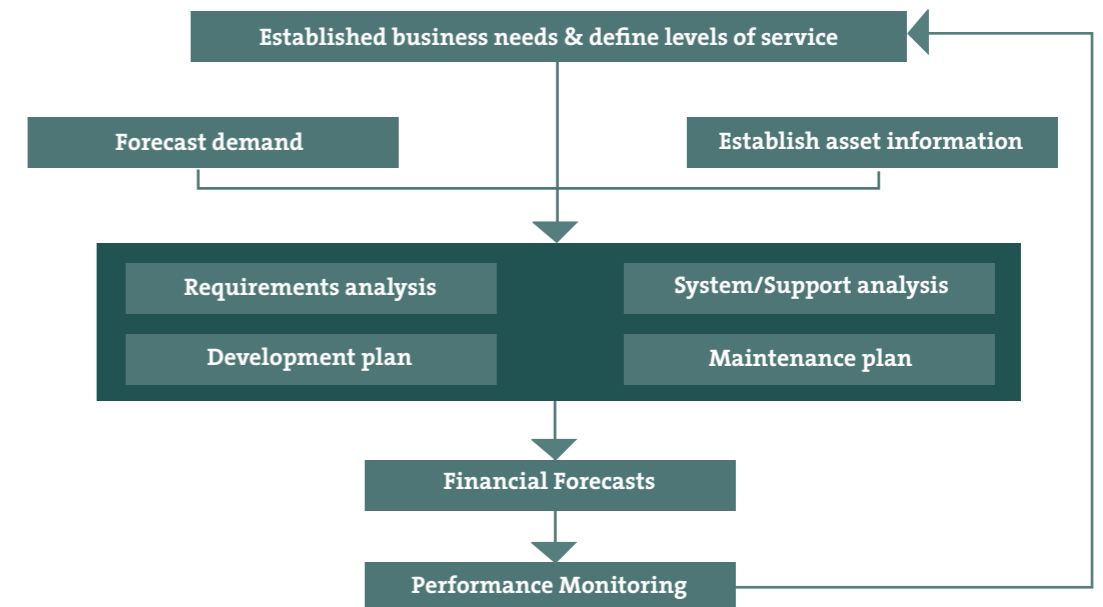 Established business needs & define levels of service
Forecast demand
Establish asset information
Requirements analysis
System/Support analysis
Development plan
Maintenance plan
Financial Forecasts
Performance Monitoring